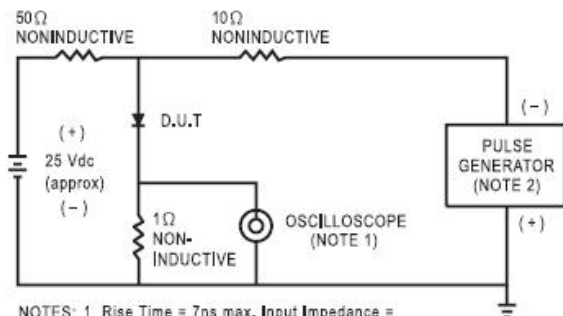 50Ω
NONINDUCTIVE
10Ω
NONINDUCTIVE
(+)
25 Vdc
(approx)
(–)
D.U.T
1Ω
NON-
INDUCTIVE
OSCILLOSCOPE
(NOTE 1)
(–)
PULSE
GENERATOR
(NOTE 2)
(+)
NOTES: 1. Rise Time = 7ns max. Input Impedance =